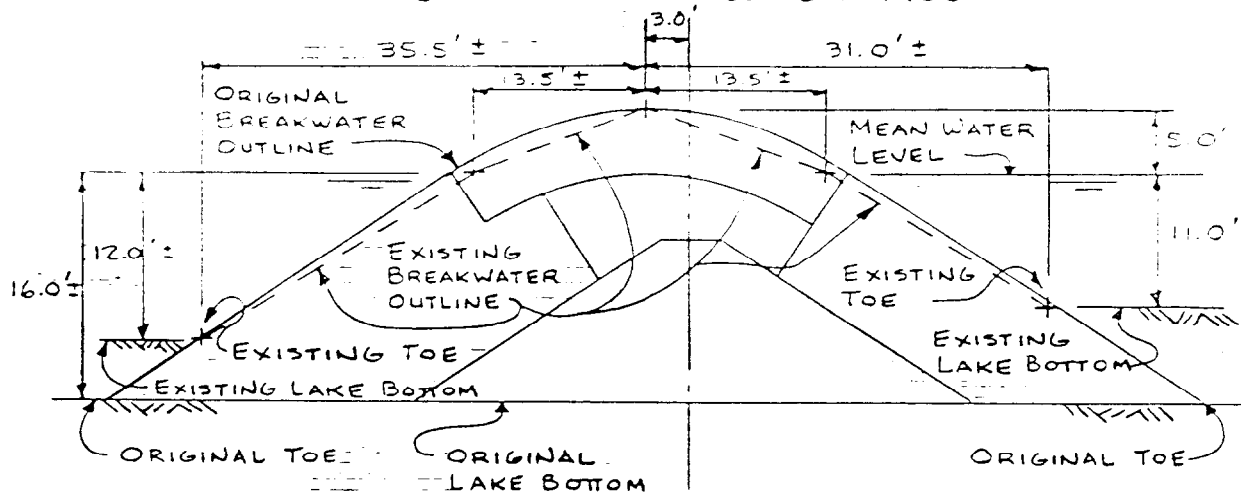 3.0'
35.5' ±
31.0' ±
13.5' ±
13.5' ±
ORIGINAL
BREAKWATER
OUTLINE
MEAN WATER
LEVEL
5.0'
12.0' ±
16.0' ±
11.0'
EXISTING
BREAKWATER
OUTLINE
EXISTING
TOE
EXISTING TOE
EXISTING
LAKE BOTTOM
EXISTING LAKE BOTTOM
ORIGINAL TOE
ORIGINAL
LAKE BOTTOM
ORIGINAL TOE